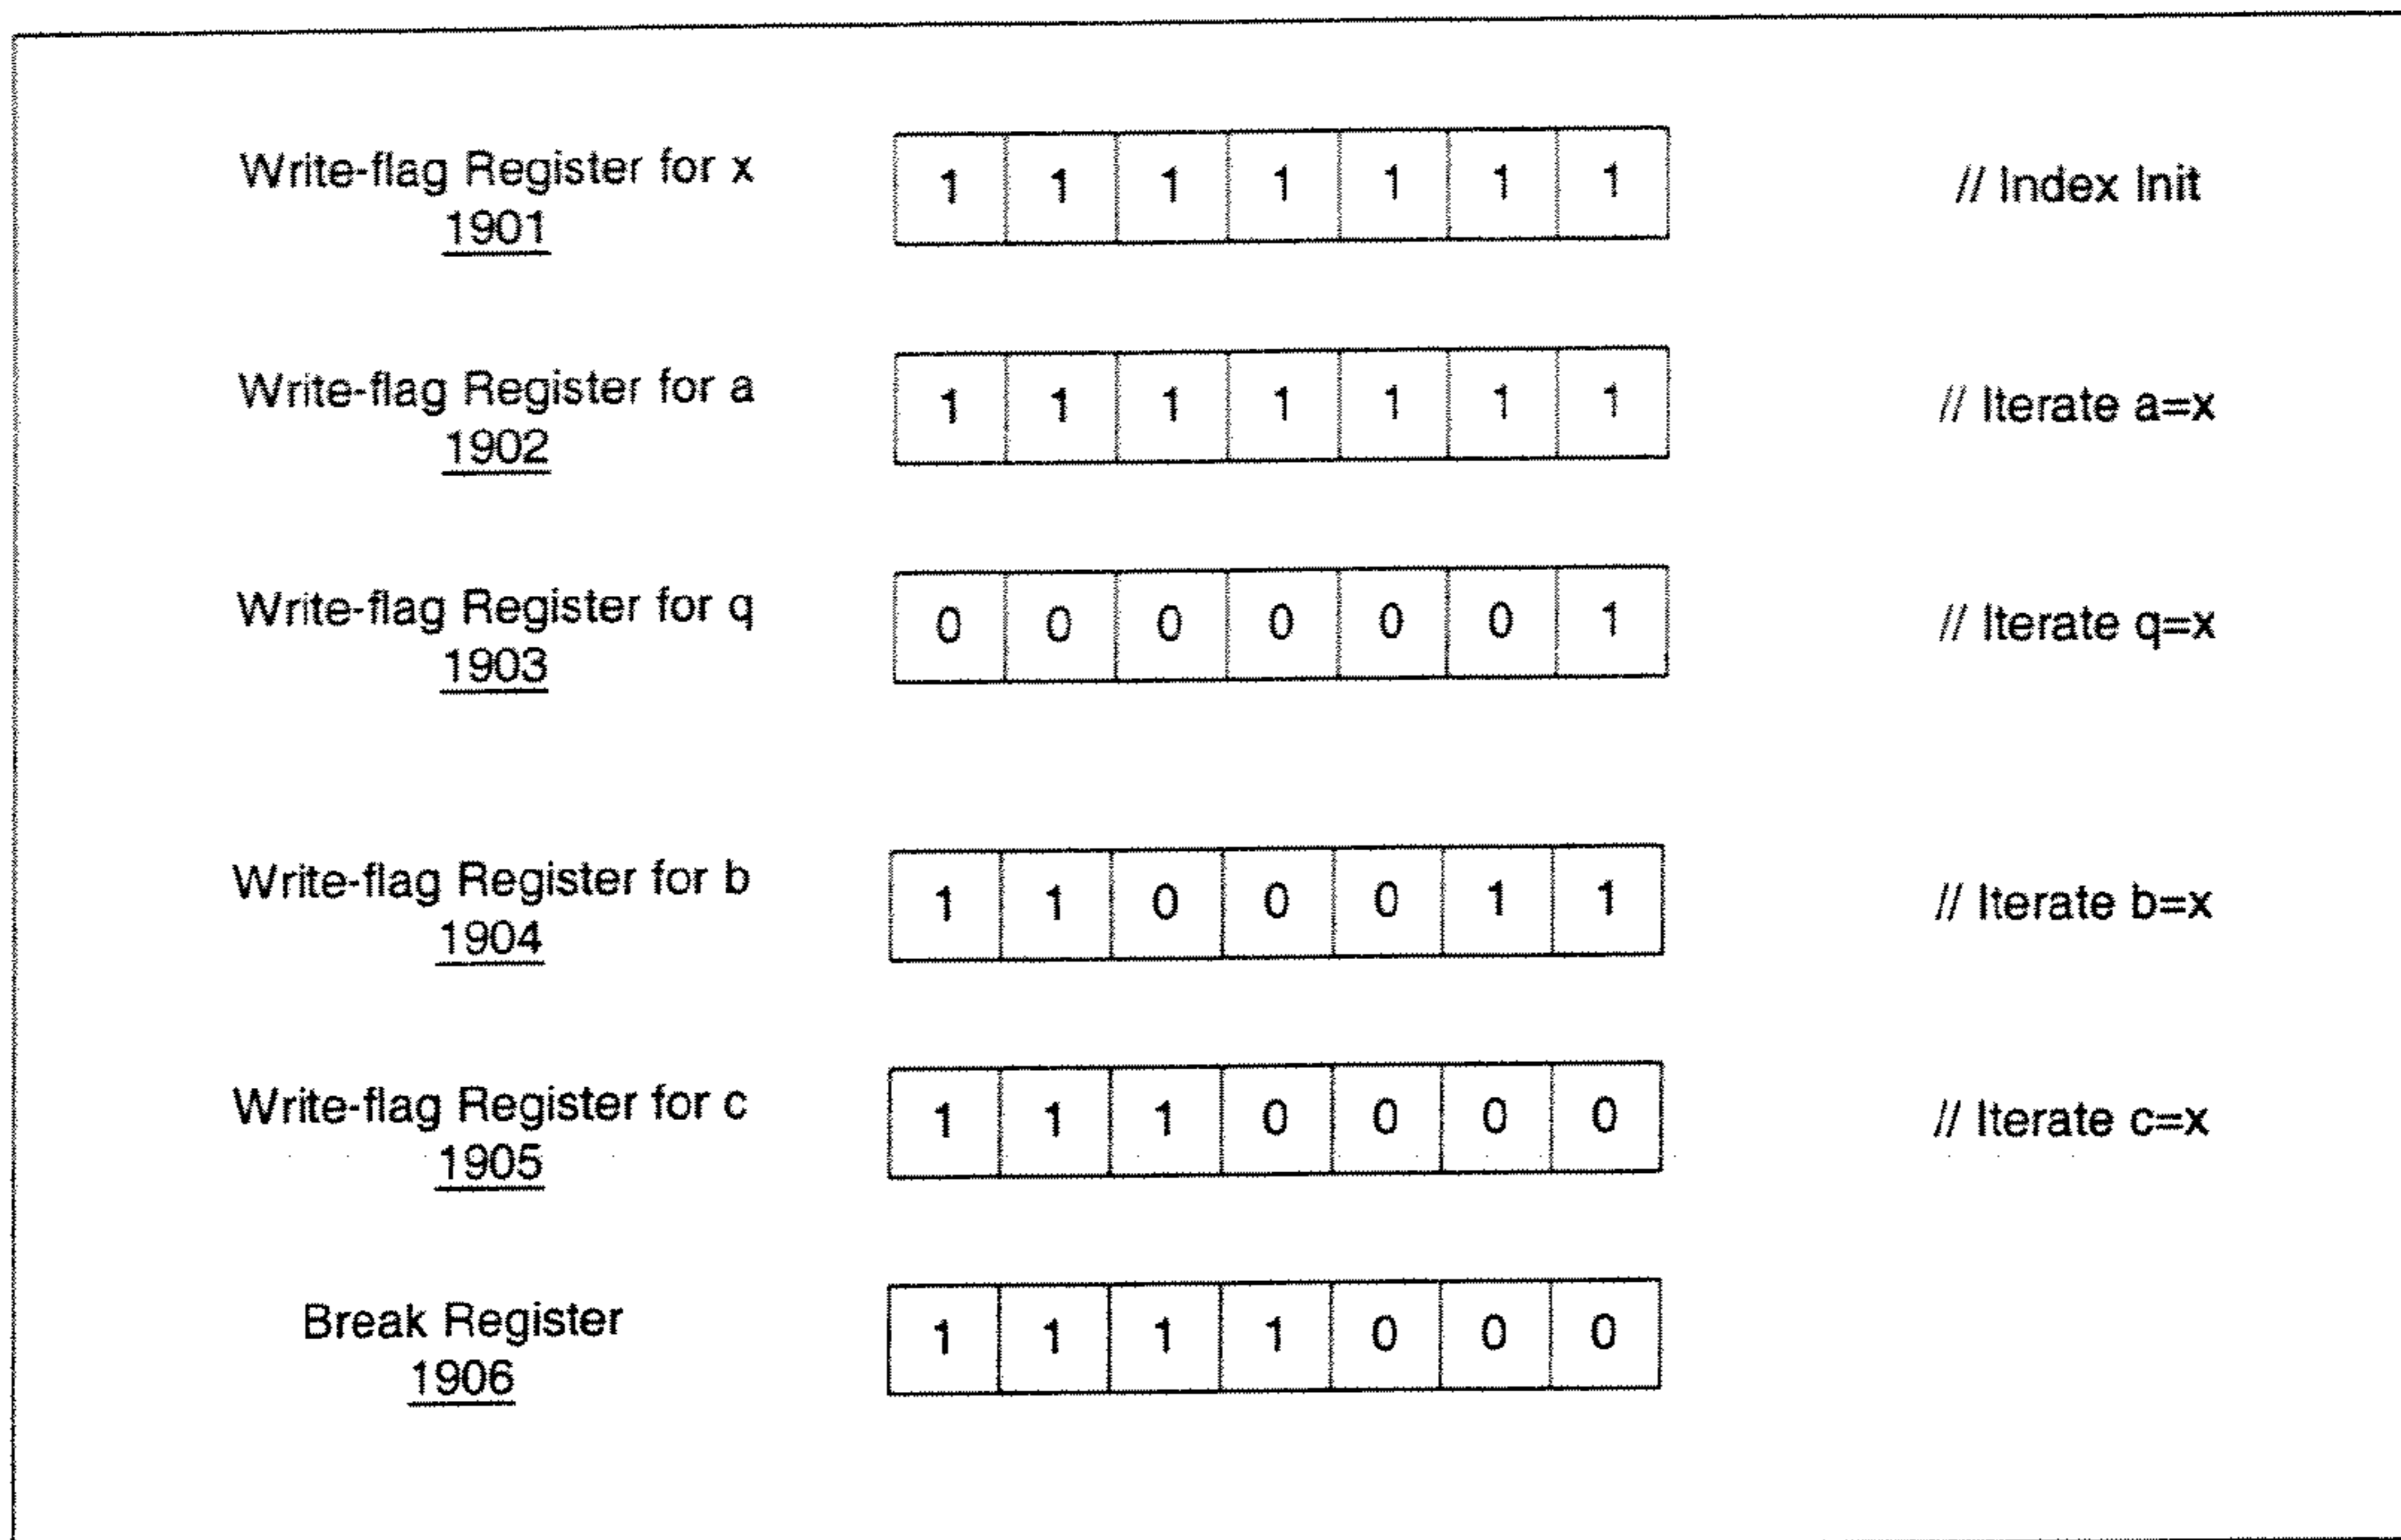 Write-flag Register for x 1 1 1 1 1 1 1 // Index Init
1901
Write-flag Register for a 1 1 1 1 1 1 1 // Iterate a=x
1902
Write-flag Register for q 0 0 0 0 0 0 1 // Iterate q=x
1903
Write-flag Register for b 1 1 0 0 0 1 1 // Iterate b=x
1904
Write-flag Register for c 1 1 1 0 0 0 0 // Iterate c=x
1905
Break Register 1 1 1 1 0 0 0
1906